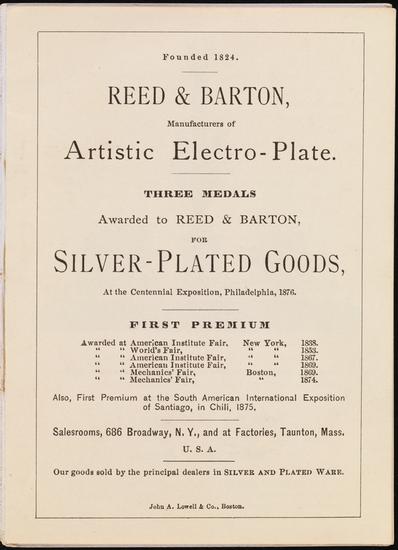 Founded 1824.
REED & BARTON,
Manufacturers of
Artistic Electro-Plate.
THREE MEDALS
Awarded to REED & BARTON,
FOR
SILVER-PLATED GOODS,
At the Centennial Exposition, Philadelphia, 1876.
FIRST PREMIUM
Awarded at American Institute Fair, New York, 1838.
" " World's Fair, " " 1853.
" " American Institute Fair, " " 1867.
" " American Institute Fair, " " 1869.
" " Mechanics' Fair, Boston, 1869.
" " Mechanics' Fair, " 1874.
Also, First Premium at the South American International Exposition
of Santiago, in Chili, 1875.
Salesrooms, 686 Broadway, N. Y., and at Factories, Taunton, Mass.
U. S. A.
Our goods sold by the principal dealers in SILVER AND PLATED WARE.
John A. Lowell & Co., Boston.